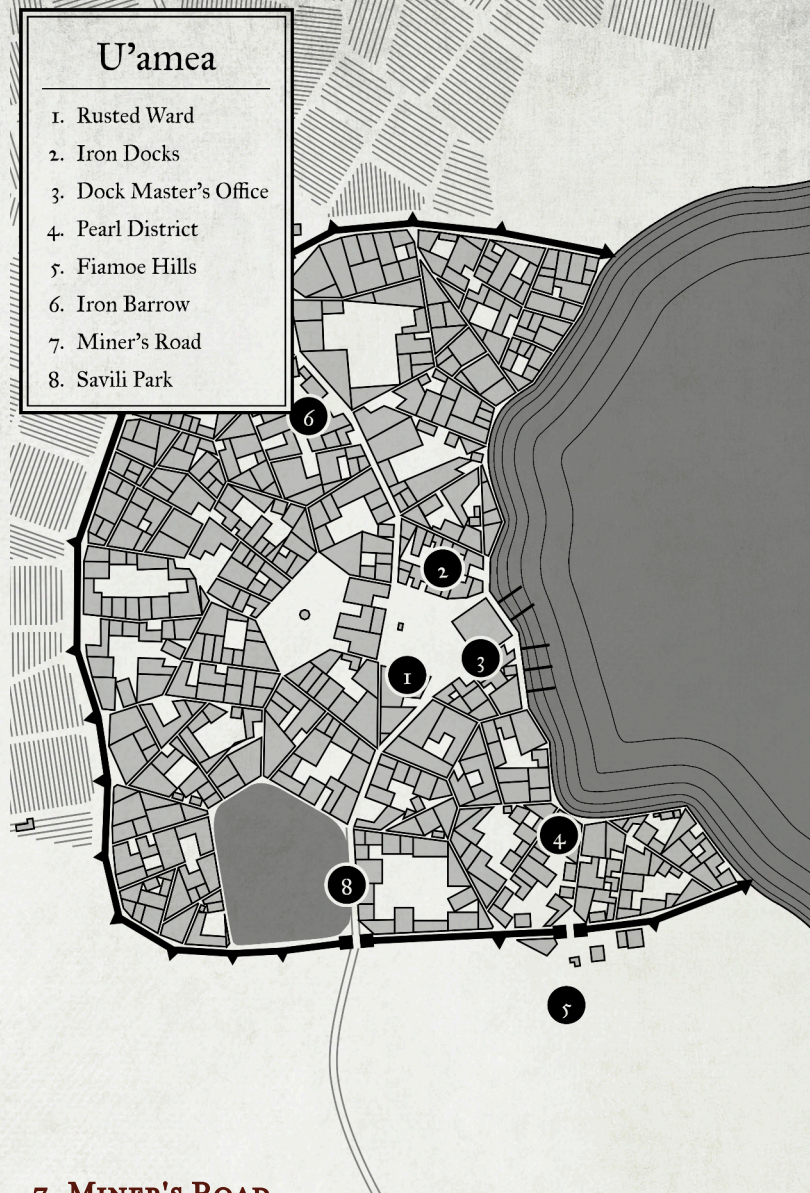 U'amea
1. Rusted Ward
2. Iron Docks
3. Dock Master's Office
4. Pearl District
5. Fiamoe Hills
6. Iron Barrow
7. Miner's Road
8. Savili Park
6
2
3
1
4
8
5
7. Miner's Road